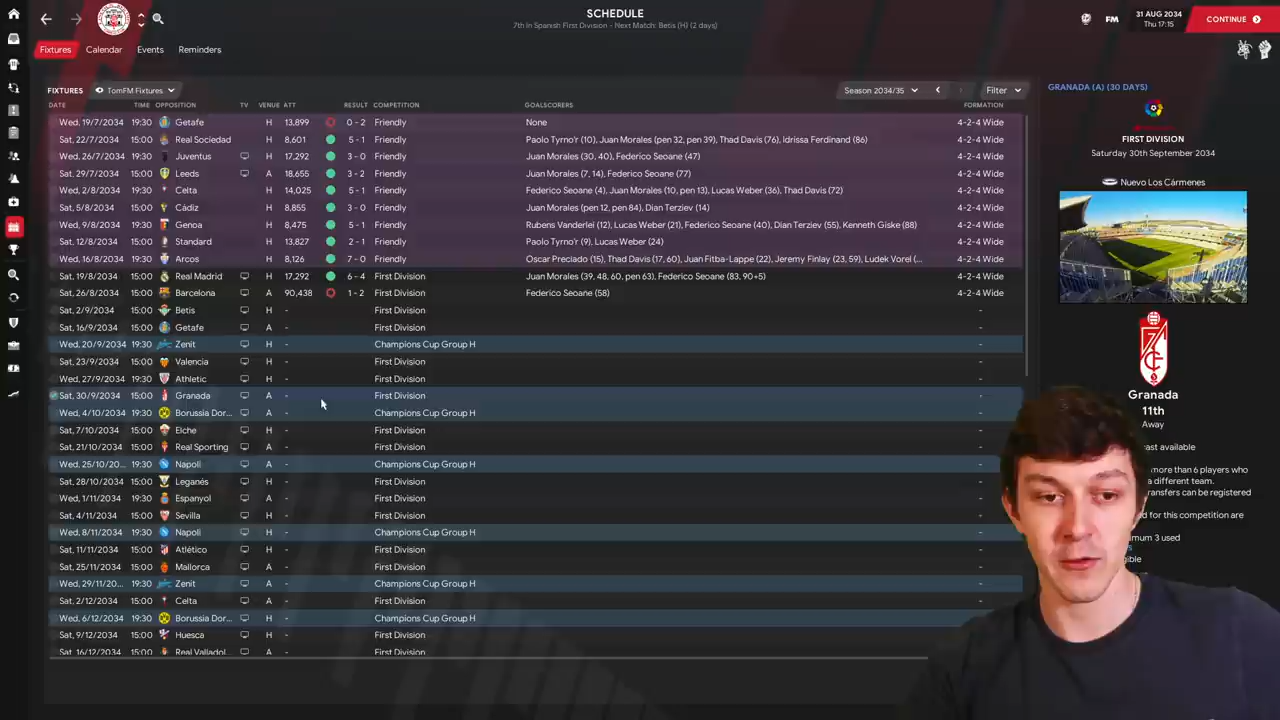 SCHEDULE
7th in Spanish First Division - Next Match: Betis (H) (2 days)
FM
31 AUG 2034
Thu 17:15
CONTINUE
Fixtures Calendar Events Reminders
FIXTURES TomFM Fixtures Season 2034/35 Filter
DATE TIME OPPOSITION TV VENUE ATT RESULT COMPETITION GOALSCORERS FORMATION
Wed, 19/7/2034 19:30 Getafe H 13,899 0 - 2 Friendly None 4-2-4 Wide
Sat, 22/7/2034 15:00 Real Sociedad H 8,601 5 - 1 Friendly Paolo Tyrno'r (10), Juan Morales (pen 32, pen 39), Thad Davis (76), Idrissa Ferdinand (86) 4-2-4 Wide
Wed, 26/7/2034 19:30 Juventus H 17,292 3 - 0 Friendly Juan Morales (30, 40), Federico Seoane (47) 4-2-4 Wide
Sat, 29/7/2034 15:00 Leeds A 18,655 3 - 2 Friendly Juan Morales (7, 14), Federico Seoane (77) 4-2-4 Wide
Wed, 2/8/2034 19:30 Celta H 14,025 5 - 1 Friendly Federico Seoane (4), Juan Morales (10, pen 13), Lucas Weber (36), Thad Davis (72) 4-2-4 Wide
Sat, 5/8/2034 15:00 Cádiz H 8,855 3 - 0 Friendly Juan Morales (pen 12, pen 84), Dian Terziev (14) 4-2-4 Wide
Wed, 9/8/2034 19:30 Genoa H 8,475 5 - 1 Friendly Rubens Vanderlei (12), Lucas Weber (21), Federico Seoane (40), Dian Terziev (55), Kenneth Giske (88) 4-2-4 Wide
Sat, 12/8/2034 15:00 Standard H 13,827 2 - 1 Friendly Paolo Tyrno'r (9), Lucas Weber (24) 4-2-4 Wide
Wed, 16/8/2034 19:30 Arcos H 8,126 7 - 0 Friendly Oscar Preciado (15), Thad Davis (17, 60), Juan Fitba-Lappe (22), Jeremy Finlay (23, 59), Ludek Vorel (... 4-2-4 Wide
Sat, 19/8/2034 15:00 Real Madrid H 17,292 6 - 4 First Division Juan Morales (39, 48, 60, pen 63), Federico Seoane (83, 90+5) 4-2-4 Wide
Sat, 26/8/2034 15:00 Barcelona A 90,438 1 - 2 First Division Federico Seoane (58) 4-2-4 Wide
Sat, 2/9/2034 15:00 Betis H - First Division -
Sat, 16/9/2034 15:00 Getafe A - First Division -
Wed, 20/9/2034 19:30 Zenit H - Champions Cup Group H -
Sat, 23/9/2034 15:00 Valencia H - First Division -
Wed, 27/9/2034 19:30 Athletic H - First Division -
Sat, 30/9/2034 15:00 Granada A - First Division -
Wed, 4/10/2034 19:30 Borussia Dor... A - Champions Cup Group H -
Sat, 7/10/2034 15:00 Elche H - First Division -
Sat, 21/10/2034 15:00 Real Sporting A - First Division -
Wed, 25/10/20... 19:30 Napoli A - Champions Cup Group H -
Sat, 28/10/2034 15:00 Leganés H - First Division -
Wed, 1/11/2034 19:30 Espanyol A - First Division -
Sat, 4/11/2034 15:00 Sevilla H - First Division -
Wed, 8/11/2034 19:30 Napoli H - Champions Cup Group H -
Sat, 11/11/2034 15:00 Atlético H - First Division -
Sat, 25/11/2034 15:00 Mallorca A - First Division -
Wed, 29/11/20... 19:30 Zenit A - Champions Cup Group H
Sat, 2/12/2034 15:00 Celta A - First Division
Wed, 6/12/2034 19:30 Borussia Dor... H - Champions Cup Group H
Sat, 9/12/2034 15:00 Huesca H - First Division
Sat, 16/12/2034 15:00 Real Valladol... A - First Division
GRANADA (A) (30 DAYS)
FIRST DIVISION
Saturday 30th September 2034
Nuevo Los Cármenes
Granada
11th
Away
cast available
more than 6 players who
a different team.
ransfers can be registered
d for this competition are
imum 3 used
igible